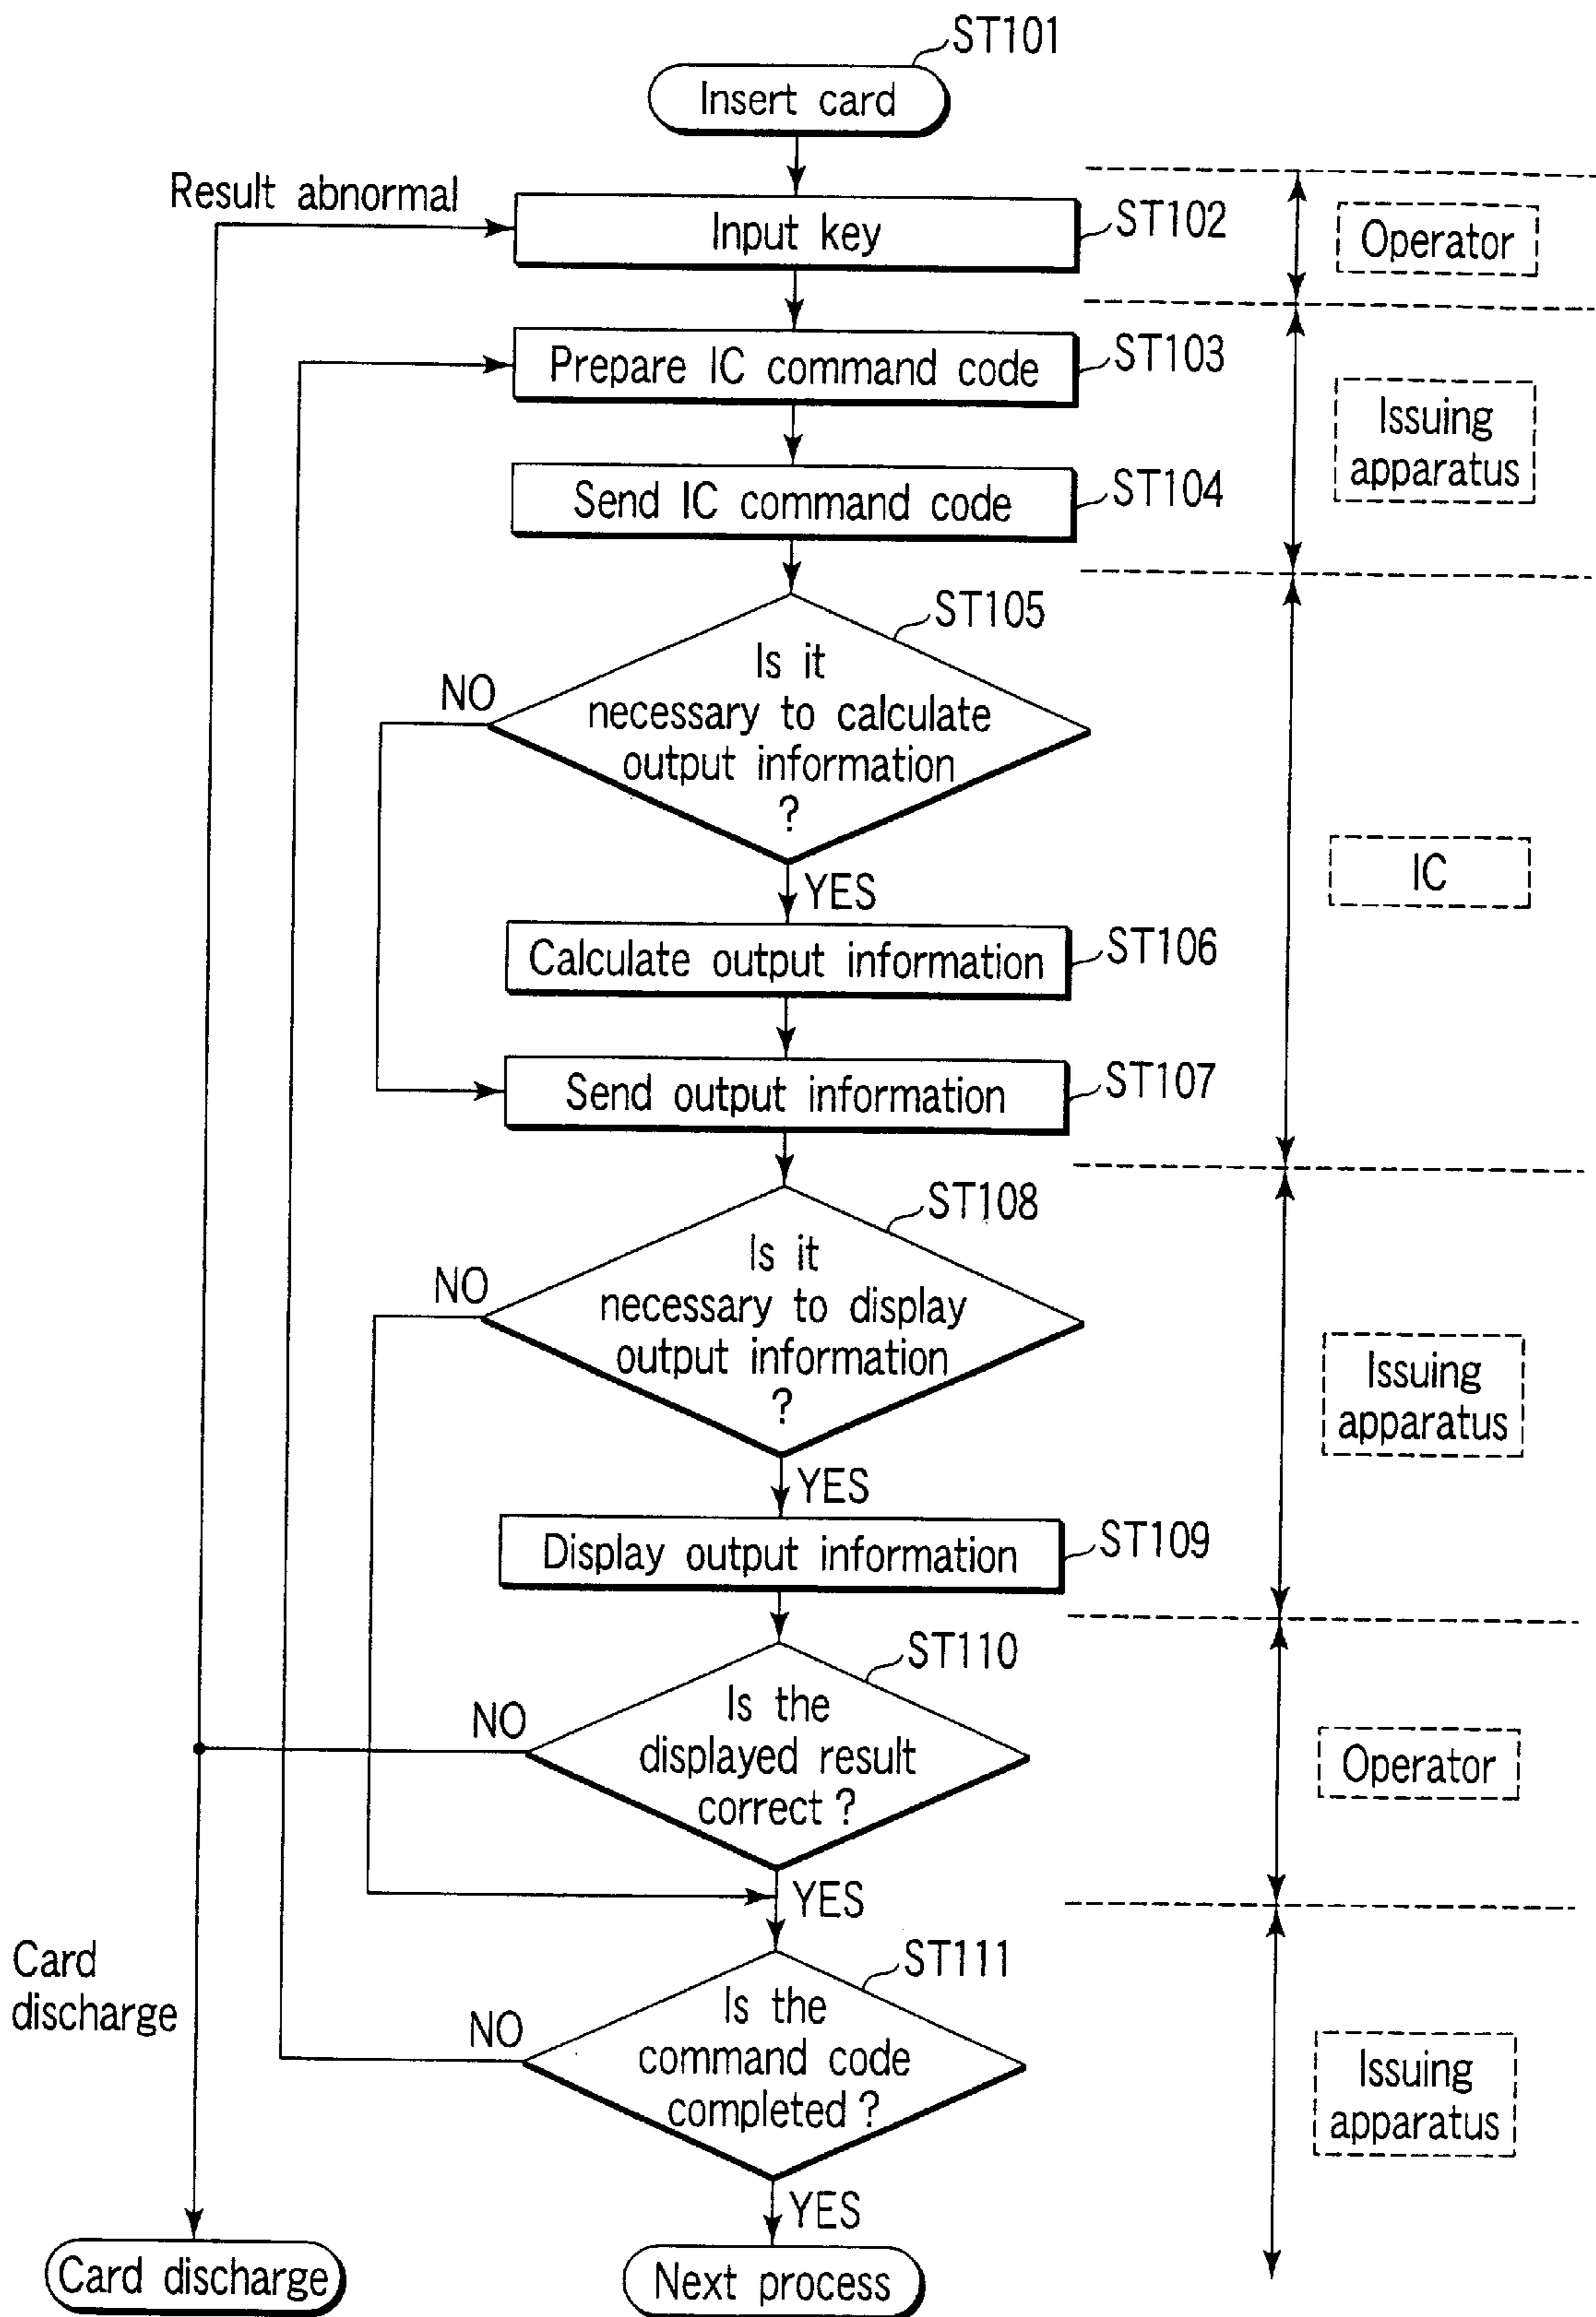 ST101
Insert card
Result abnormal
Input key
ST102
Operator
Prepare IC command code
ST103
Issuing
apparatus
Send IC command code
ST104
ST105
Is it
necessary to calculate
output information
?
NO
YES
IC
Calculate output information
ST106
Send output information
ST107
ST108
Is it
necessary to display
output information
?
NO
YES
Issuing
apparatus
Display output information
ST109
ST110
Is the
displayed result
correct ?
NO
YES
Operator
Card
discharge
ST111
Is the
command code
completed ?
NO
YES
Issuing
apparatus
Card discharge
Next process